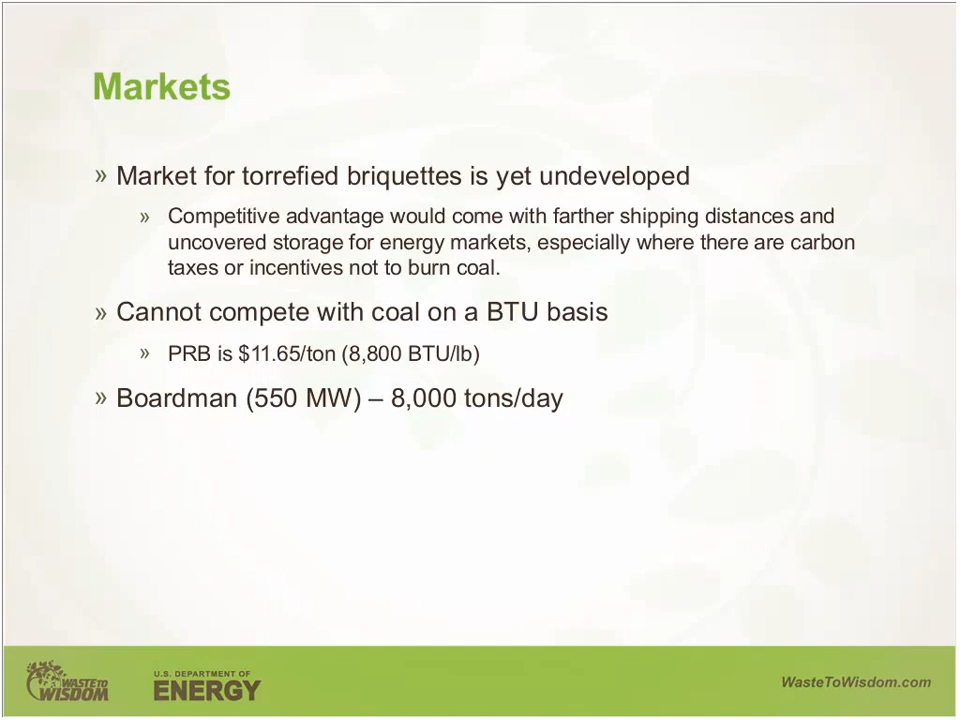 Markets
» Market for torrefied briquettes is yet undeveloped
» Competitive advantage would come with farther shipping distances and
uncovered storage for energy markets, especially where there are carbon
taxes or incentives not to burn coal.
» Cannot compete with coal on a BTU basis
» PRB is $11.65/ton (8,800 BTU/lb)
» Boardman (550 MW) – 8,000 tons/day
WASTE TO
WISDOM
U.S. DEPARTMENT OF
ENERGY
WasteToWisdom.com